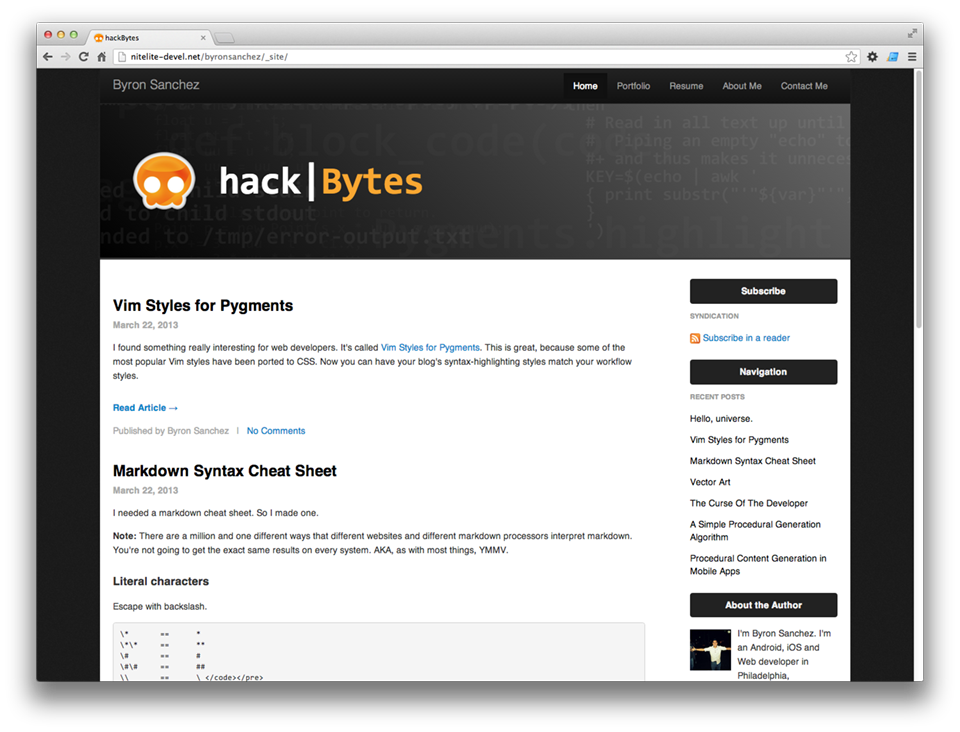 hackBytes
nitelite-devel.net/byronsanchez/_site/
Byron Sanchez
Home Portfolio Resume About Me Contact Me
def block_code(c
# Read in all text up until
# Piping an empty "echo" to
#+ and thus makes it unneces
KEY=$(echo | awk '
{ print substr("'"${var}"'"
}
')
hack|Bytes
d to child stdout
nded to /tmp/error-output.txt
Vim Styles for Pygments
March 22, 2013
I found something really interesting for web developers. It's called Vim Styles for Pygments. This is great, because some of the
most popular Vim styles have been ported to CSS. Now you can have your blog's syntax-highlighting styles match your workflow
styles.
Read Article →
Published by Byron Sanchez | No Comments
Markdown Syntax Cheat Sheet
March 22, 2013
I needed a markdown cheat sheet. So I made one.
Note: There are a million and one different ways that different websites and different markdown processors interpret markdown.
You're not going to get the exact same results on every system. AKA, as with most things, YMMV.
Literal characters
Escape with backslash.
\* == *
\*\* == **
\# == #
\#\# == ##
\\ == \ </code></pre>
Subscribe
SYNDICATION
Subscribe in a reader
Navigation
RECENT POSTS
Hello, universe.
Vim Styles for Pygments
Markdown Syntax Cheat Sheet
Vector Art
The Curse Of The Developer
A Simple Procedural Generation
Algorithm
Procedural Content Generation in
Mobile Apps
About the Author
I'm Byron Sanchez. I'm
an Android, iOS and
Web developer in
Philadelphia,